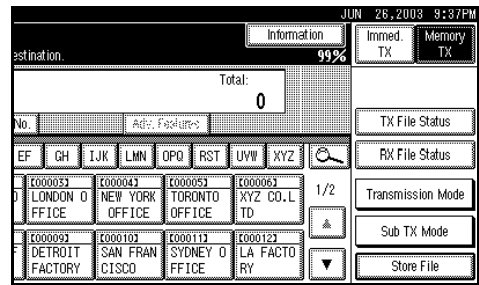 JUN 26,2003 9:37PM
Information
Immed. TX
Memory TX
estination.
99%
Total:
0
No.
Adv. Features
TX File Status
EF GH IJK LMN OPQ RST UVW XYZ
RX File Status
[00003] [00004] [00005] [00006]
LONDON O NEW YORK TORONTO XYZ CO.L
FFICE OFFICE OFFICE TD
1/2
Transmission Mode
Sub TX Mode
[00009] [00010] [00011] [00012]
DETROIT SAN FRAN SYDNEY O LA FACTO
FACTORY CISCO FFICE RY
Store File